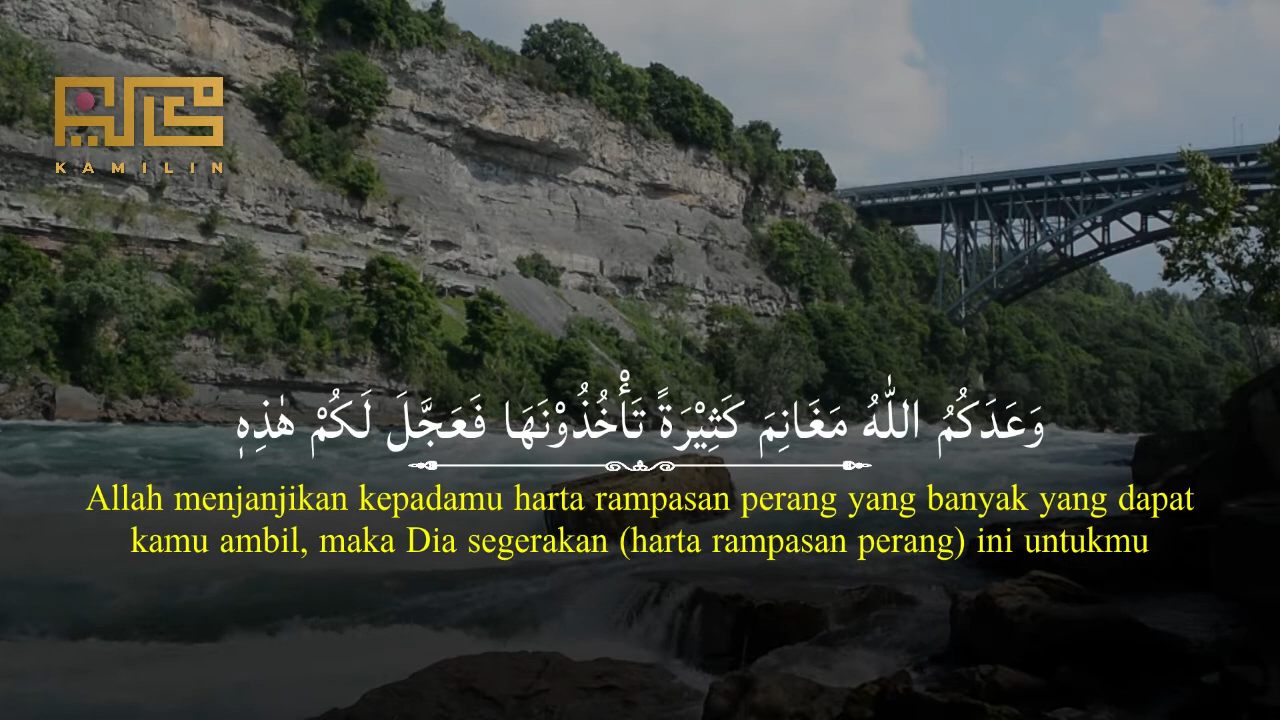 KAMILIN
وَعَدَكُمُ اللّٰهُ مَغَانِمَ كَثِيْرَةً تَأْخُذُوْنَهَا فَعَجَّلَ لَكُمْ هٰذِهٖ
Allah menjanjikan kepadamu harta rampasan perang yang banyak yang dapat
kamu ambil, maka Dia segerakan (harta rampasan perang) ini untukmu